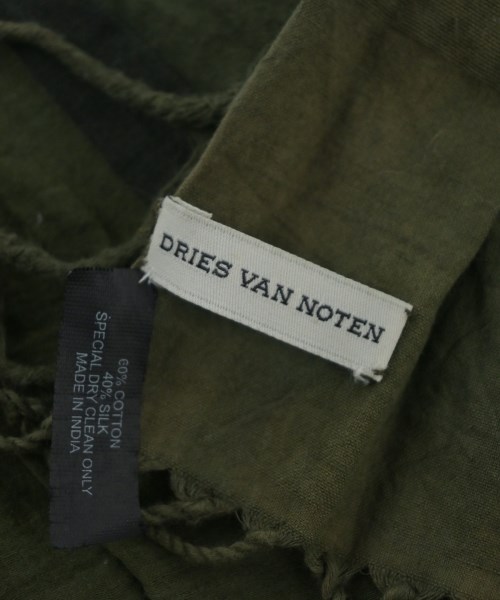 DRIES VAN NOTEN
60% COTTON
40% SILK
SPECIAL DRY CLEAN ONLY
MADE IN INDIA